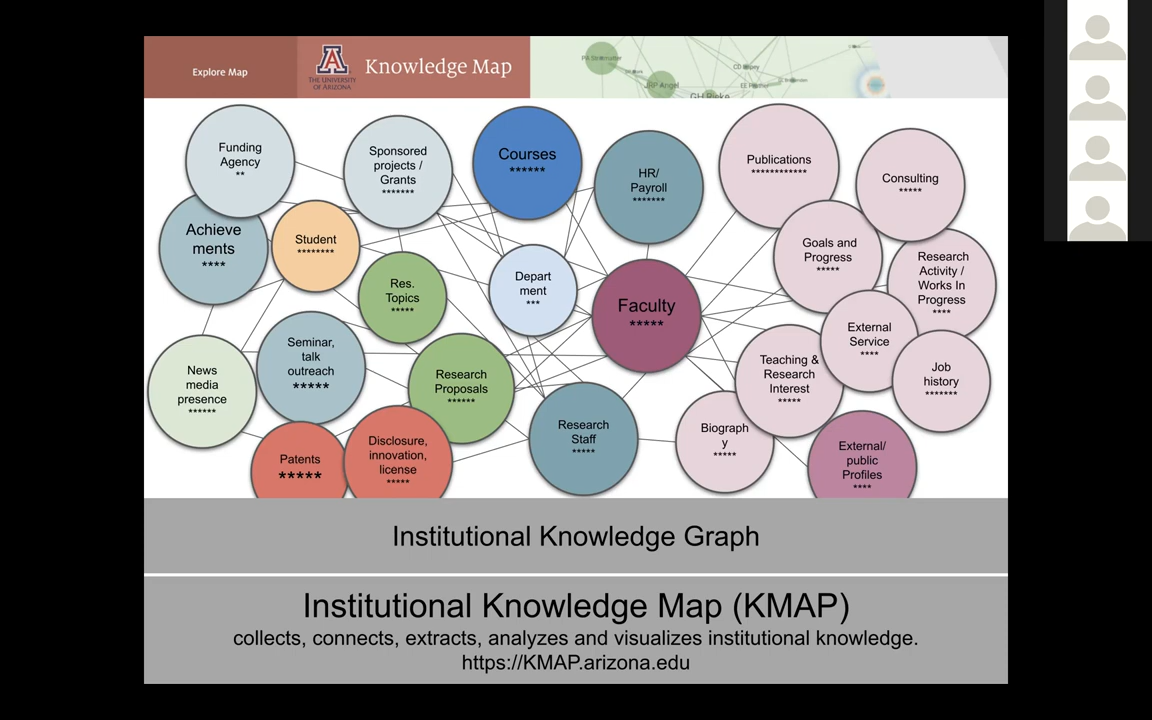 Explore Map
THE UNIVERSITY
OF ARIZONA
Knowledge Map
Funding
Agency
**
Sponsored
projects /
Grants
*******
Courses
******
HR/
Payroll
*******
Publications
************
Consulting
*****
Achieve
ments
****
Student
********
Res.
Topics
*****
Depart
ment
***
Faculty
*****
Goals and
Progress
*****
Research
Activity /
Works In
Progress
****
External
Service
****
News
media
presence
******
Seminar,
talk
outreach
*****
Research
Proposals
******
Research
Staff
*****
Teaching &
Research
Interest
*****
Job
history
*******
Patents
*****
Disclosure,
innovation,
license
*****
Biograph
y
*****
External/
public
Profiles
****
Institutional Knowledge Graph
Institutional Knowledge Map (KMAP)
collects, connects, extracts, analyzes and visualizes institutional knowledge.
https://KMAP.arizona.edu